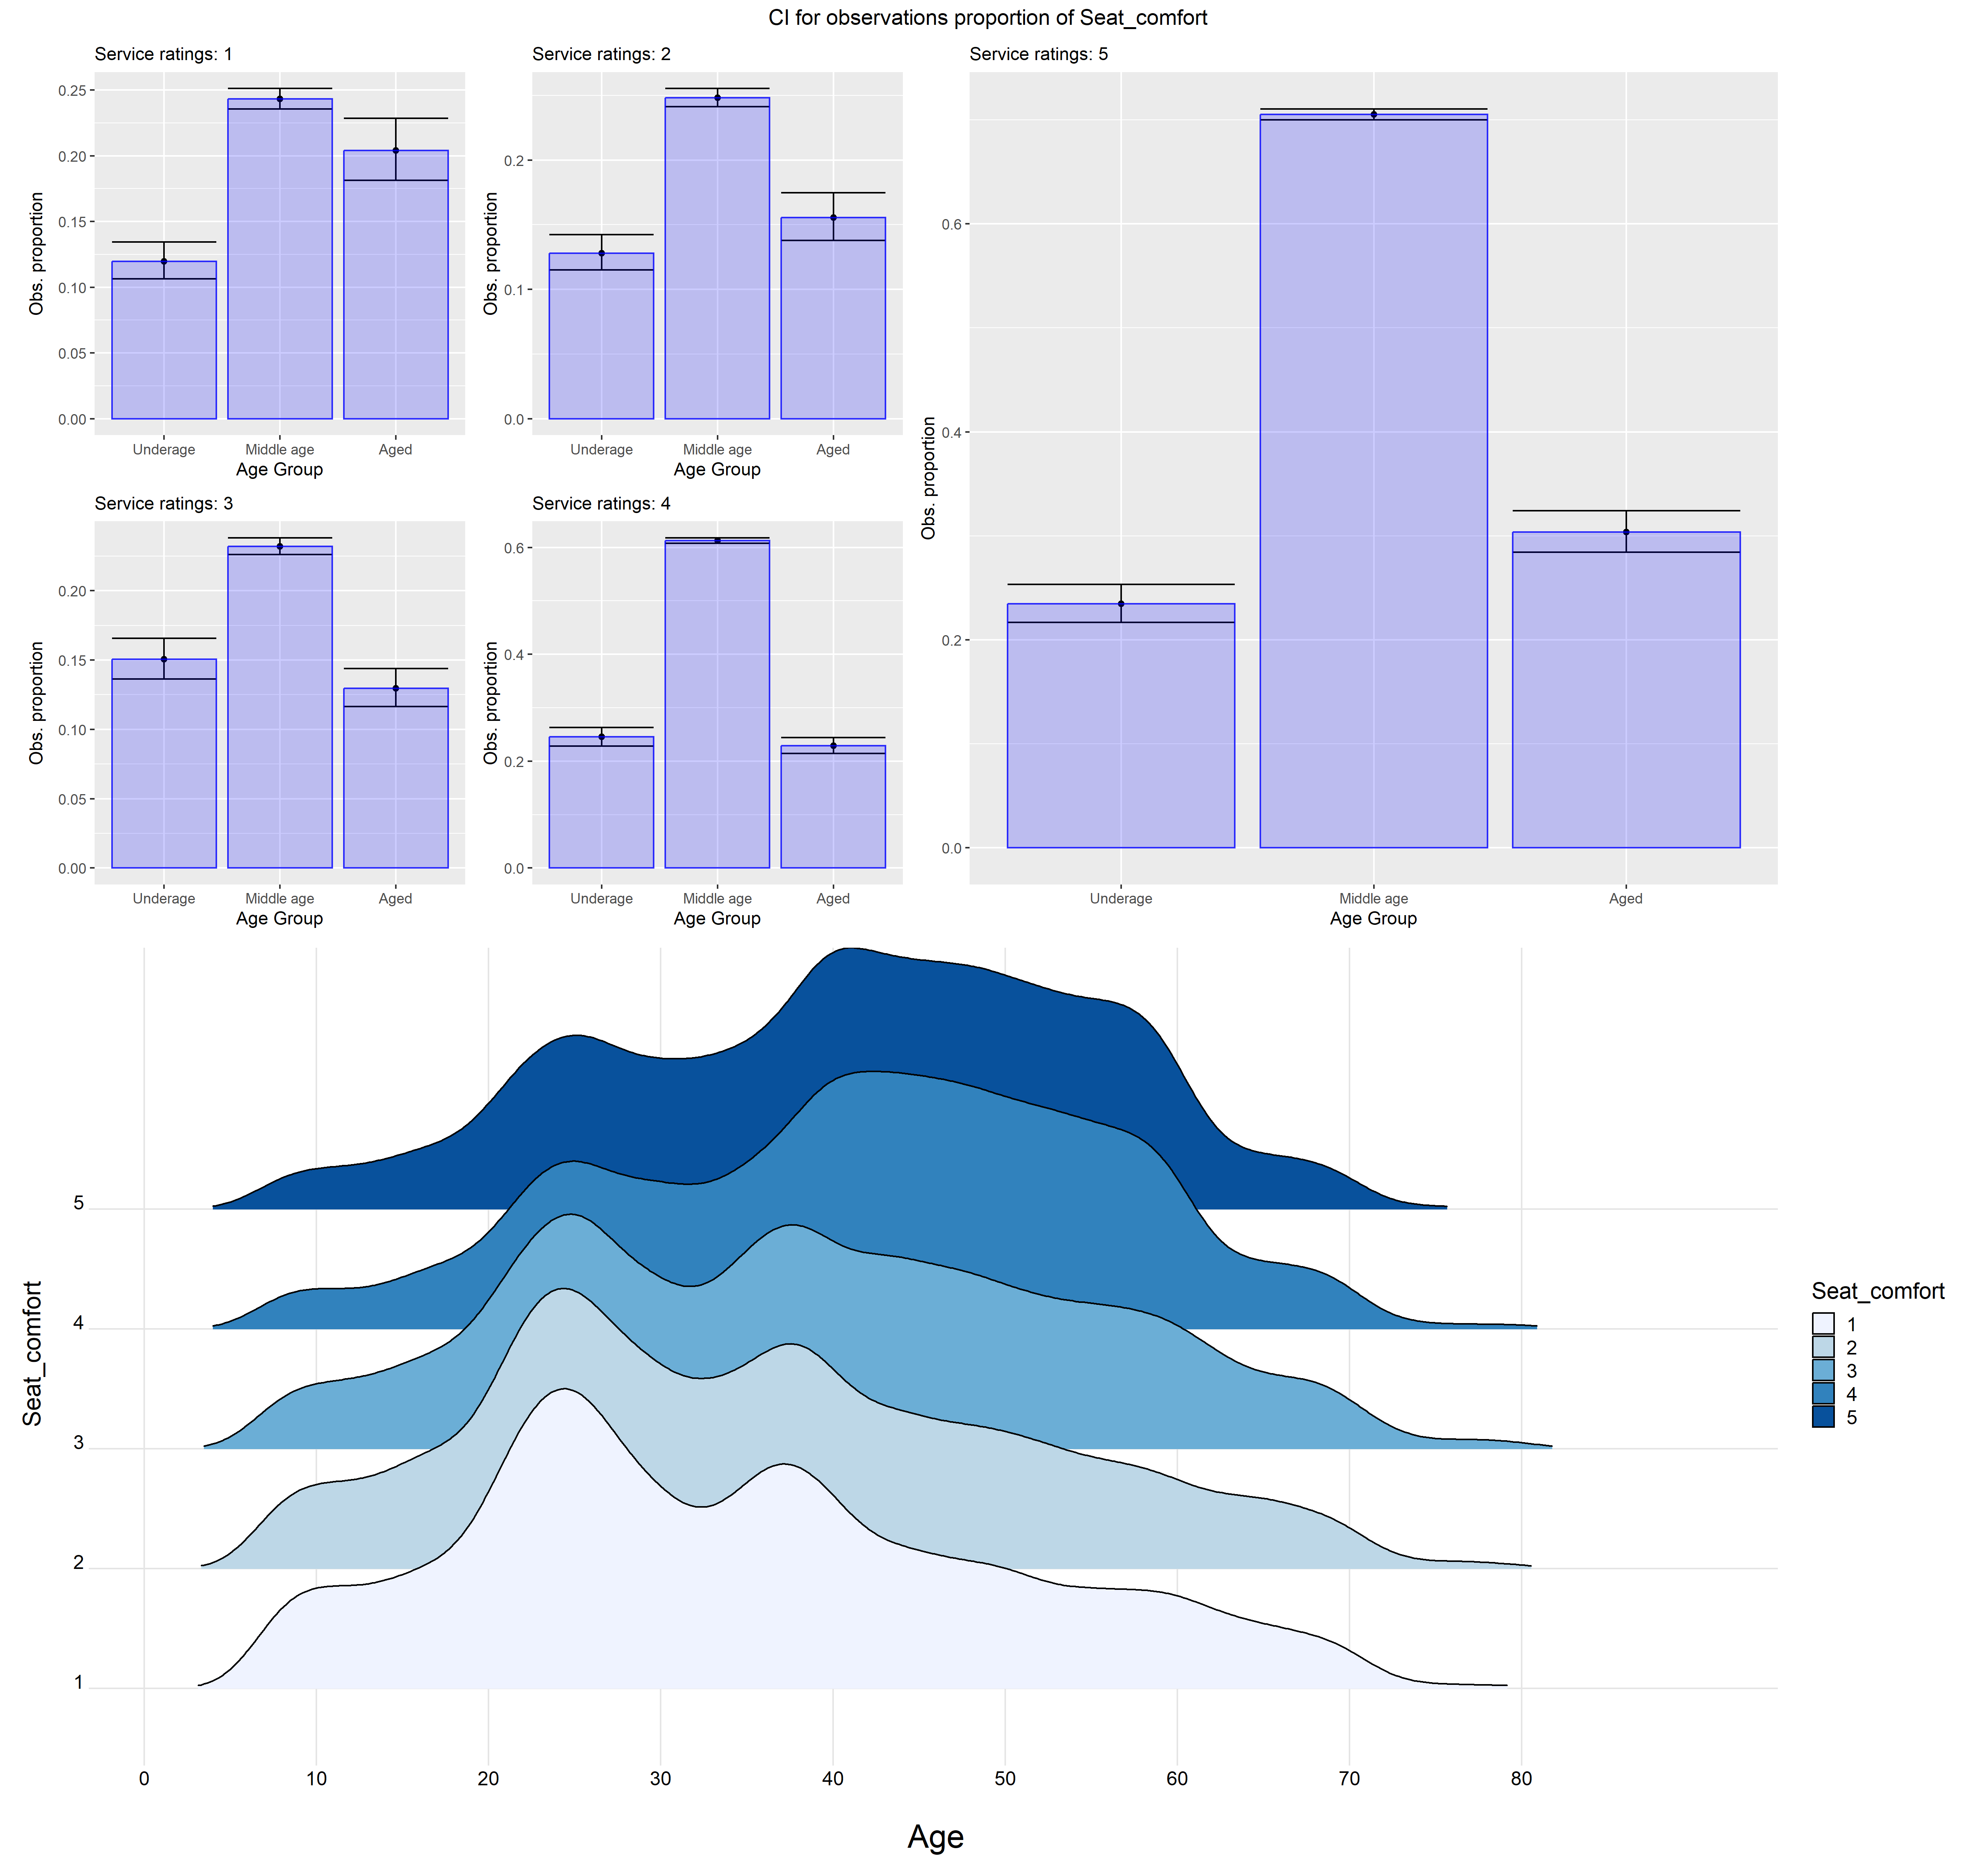 CI for observations proportion of Seat_comfort
Service ratings: 1
Obs. proportion
0.25
0.20
0.15
0.10
0.05
0.00
Underage Middle age Aged
Age Group
Service ratings: 2
Obs. proportion
0.2
0.1
0.0
Underage Middle age Aged
Age Group
Service ratings: 5
Obs. proportion
0.6
0.4
0.2
0.0
Underage Middle age Aged
Age Group
Service ratings: 3
Obs. proportion
0.20
0.15
0.10
0.05
0.00
Underage Middle age Aged
Age Group
Service ratings: 4
Obs. proportion
0.6
0.4
0.2
0.0
Underage Middle age Aged
Age Group
Seat_comfort
5
4
3
2
1
0 10 20 30 40 50 60 70 80
Age
Seat_comfort
1
2
3
4
5